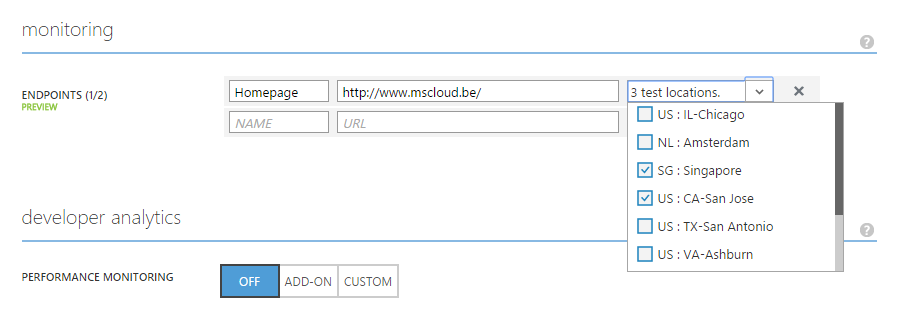 monitoring
?
ENDPOINTS (1/2)
PREVIEW
Homepage
http://www.mscloud.be/
3 test locations.
NAME
URL
US : IL-Chicago
NL : Amsterdam
SG : Singapore
US : CA-San Jose
US : TX-San Antonio
US : VA-Ashburn
developer analytics
?
PERFORMANCE MONITORING
OFF
ADD-ON
CUSTOM